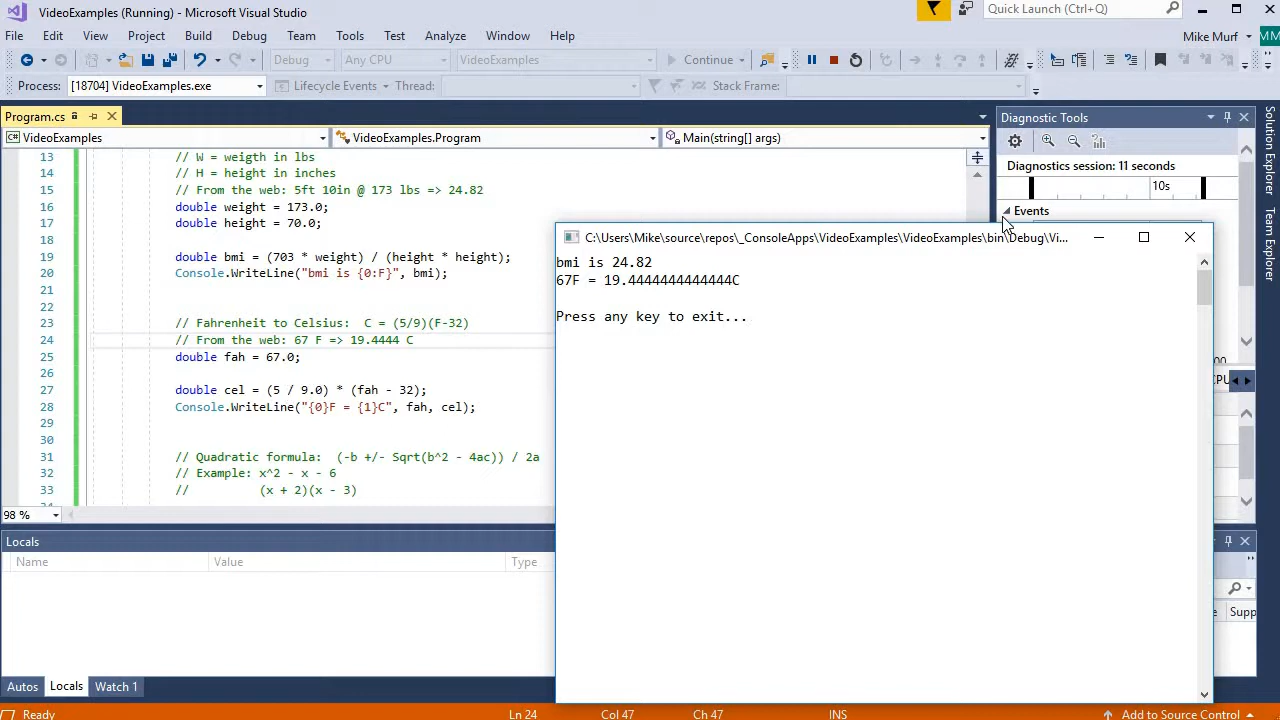 VideoExamples (Running) - Microsoft Visual Studio
Quick Launch (Ctrl+Q)
File Edit View Project Build Debug Team Tools Test Analyze Window Help
Mike Murf MM
Debug Any CPU VideoExamples Continue
Process: [18704] VideoExamples.exe Lifecycle Events Thread: Stack Frame:
Program.cs
VideoExamples VideoExamples.Program Main(string[] args)
13 // W = weigth in lbs
14 // H = height in inches
15 // From the web: 5ft 10in @ 173 lbs => 24.82
16 double weight = 173.0;
17 double height = 70.0;
18
19 double bmi = (703 * weight) / (height * height);
20 Console.WriteLine("bmi is {0:F}", bmi);
21
22
23 // Fahrenheit to Celsius:  C = (5/9)(F-32)
24 // From the web: 67 F => 19.4444 C
25 double fah = 67.0;
26
27 double cel = (5 / 9.0) * (fah - 32);
28 Console.WriteLine("{0}F = {1}C", fah, cel);
29
30
31 // Quadratic formula:  (-b +/- Sqrt(b^2 - 4ac)) / 2a
32 // Example: x^2 - x - 6
33 //          (x + 2)(x - 3)
98 %
Diagnostic Tools
Diagnostics session: 11 seconds
10s
Events
Solution Explorer
Team Explorer
C:\Users\Mike\source\repos\_ConsoleApps\VideoExamples\VideoExamples\bin\Debug\Vi...
bmi is 24.82
67F = 19.4444444444444C
Press any key to exit...
Locals
Name Value Type
Supp
Autos Locals Watch 1
Ready Ln 24 Col 47 Ch 47 INS Add to Source Control